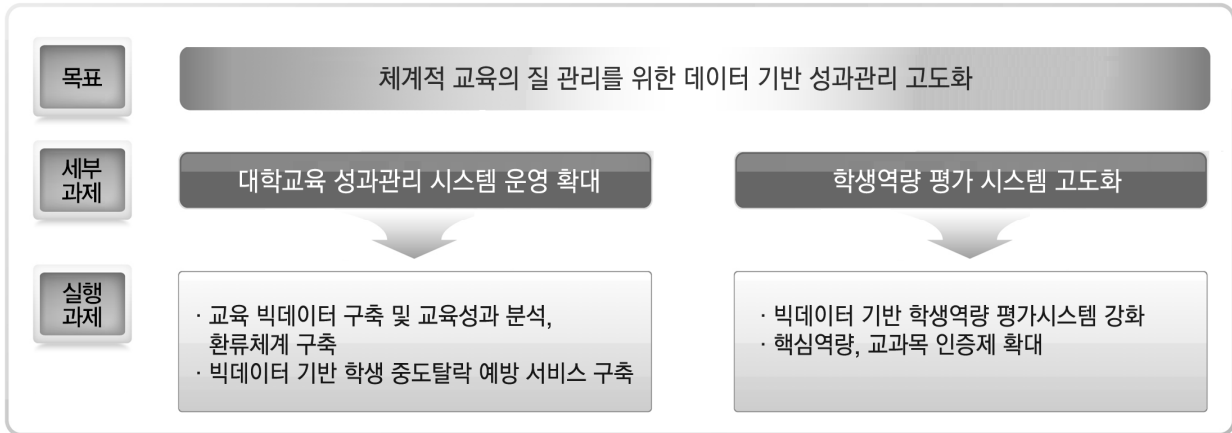 목표
체계적 교육의 질 관리를 위한 데이터 기반 성과관리 고도화
세부
과제
대학교육 성과관리 시스템 운영 확대
학생역량 평가 시스템 고도화
실행
과제
· 교육 빅데이터 구축 및 교육성과 분석,
환류체계 구축
· 빅데이터 기반 학생 중도탈락 예방 서비스 구축
· 빅데이터 기반 학생역량 평가시스템 강화
· 핵심역량, 교과목 인증제 확대